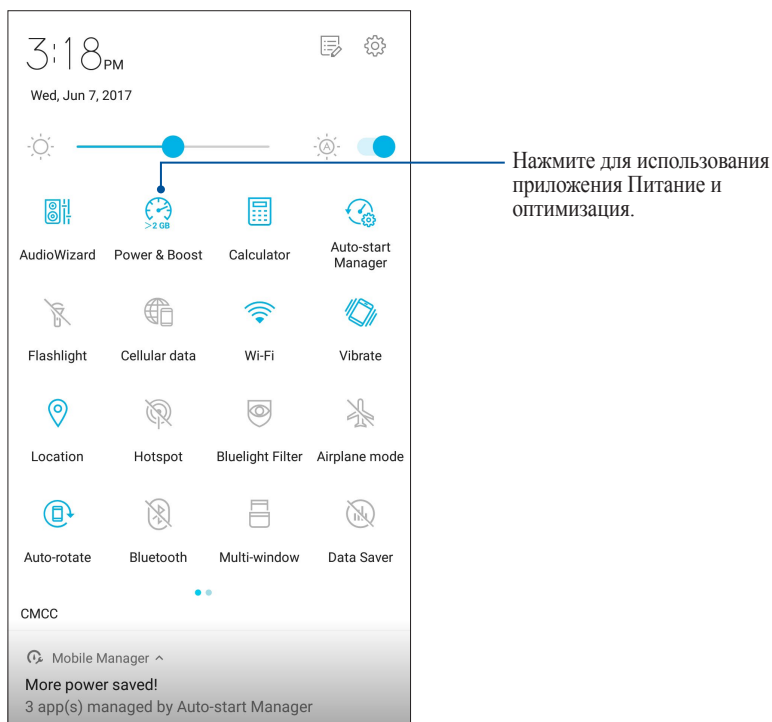 3:18 PM
Wed, Jun 7, 2017
A
Нажмите для использования
приложения Питание и
оптимизация.
>2 GB
AudioWizard Power & Boost Calculator Auto-start
Manager
Flashlight Cellular data Wi-Fi Vibrate
Location Hotspot Bluelight Filter Airplane mode
Auto-rotate Bluetooth Multi-window Data Saver
CMCC
Mobile Manager
More power saved!
3 app(s) managed by Auto-start Manager